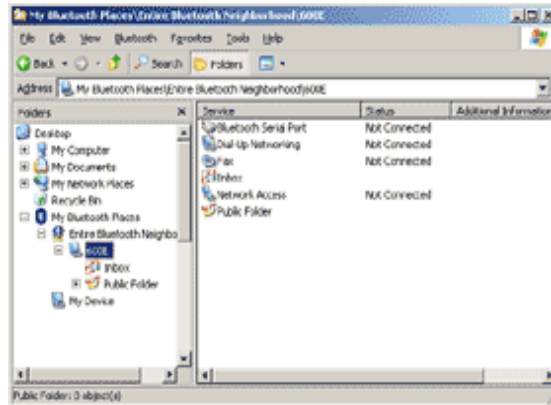 My Bluetooth Places\Entire Bluetooth Neighborhood\600E
File Edit View Bluetooth Favorites Tools Help
Back Search Folders
Address My Bluetooth Places\Entire Bluetooth Neighborhood\600E
Folders
Desktop
My Computer
My Documents
My Network Places
Recycle Bin
My Bluetooth Places
Entire Bluetooth Neighbo
600E
Inbox
Public Folder
My Device
Service Status Additional Information
Bluetooth Serial Port Not Connected
Dial-Up Networking Not Connected
Fax Not Connected
Inbox
Network Access Not Connected
Public Folder
Public Folder: 0 object(s)